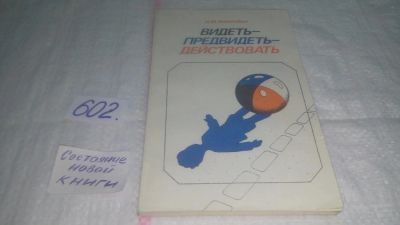 ВИДЕТЬ-
ПРЕДВИДЕТЬ-
ДЕЙСТВОВАТЬ
602.
Состояние
новой
книги